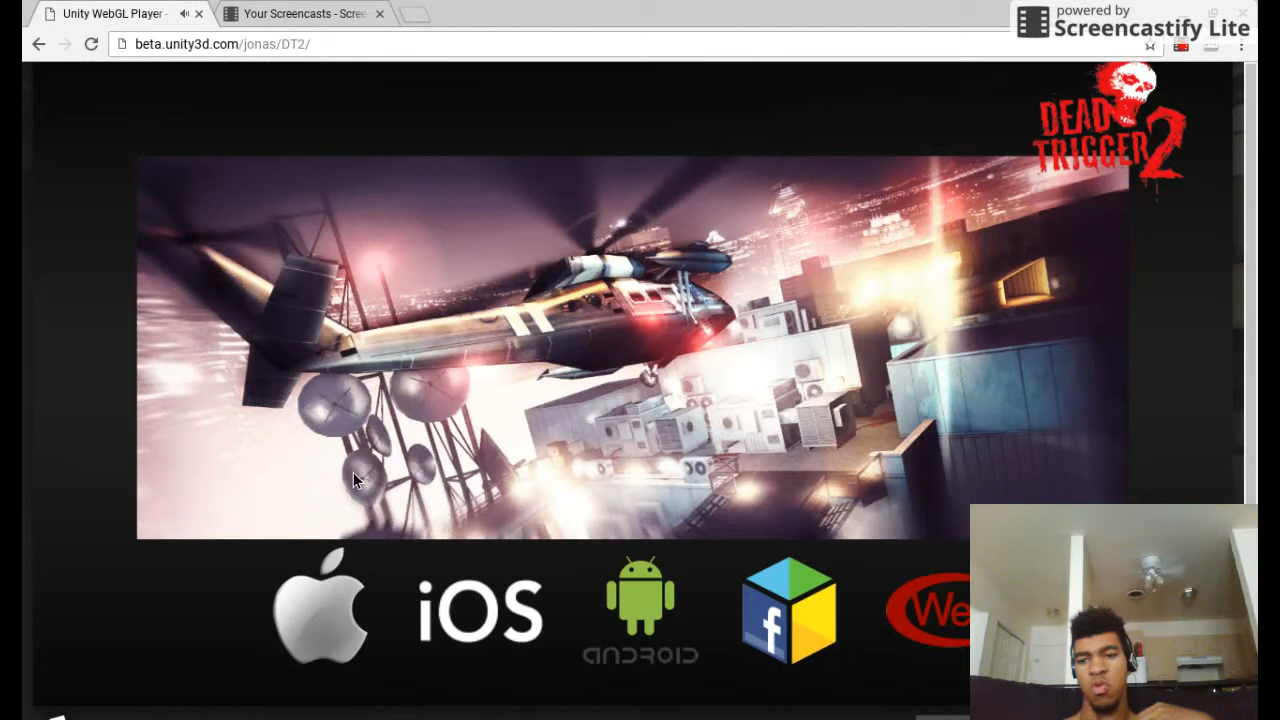 Unity WebGL Player -
Your Screencasts - Scree
powered by
Screencastify Lite
beta.unity3d.com/jonas/DT2/
DEAD
TRIGGER 2
iOS
ANDROID
f
We